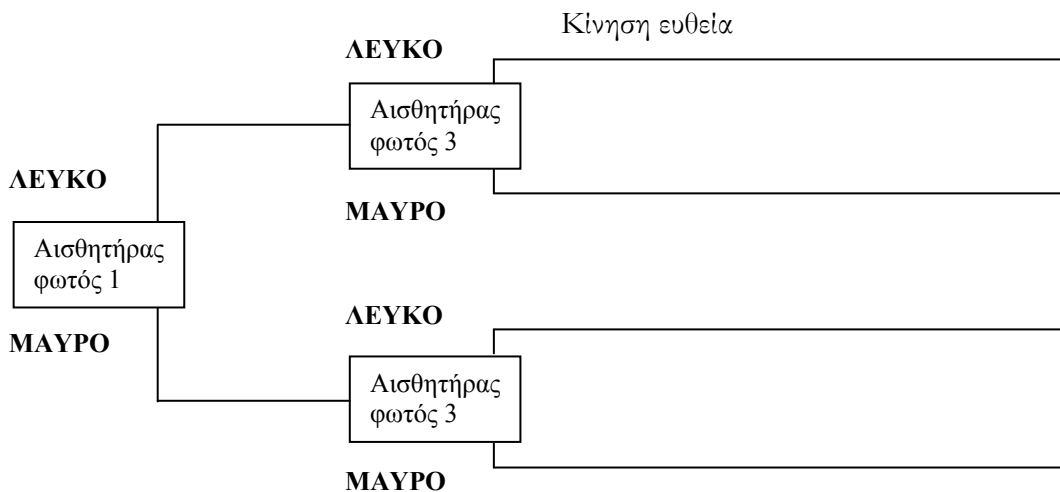 Κίνηση ευθεία
ΛΕΥΚΟ
Αισθητήρας
φωτός 3
ΜΑΥΡΟ
ΛΕΥΚΟ
Αισθητήρας
φωτός 1
ΜΑΥΡΟ
ΛΕΥΚΟ
Αισθητήρας
φωτός 3
ΜΑΥΡΟ